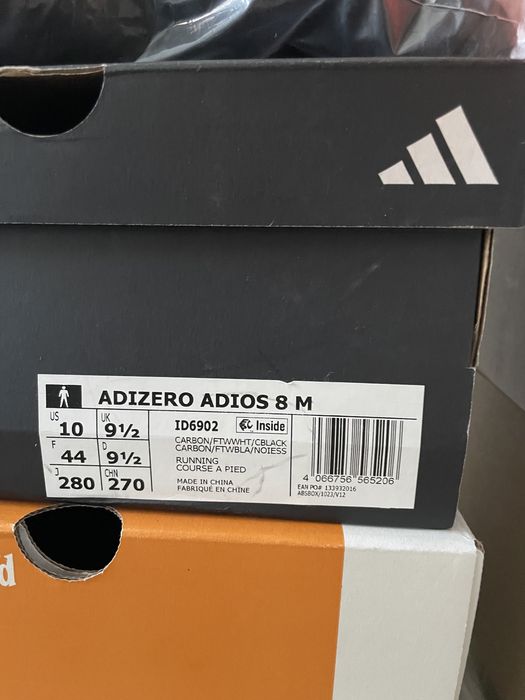 ADIZERO ADIOS 8 M
US 10 UK 9½
F 44 D 9½
J 280 CHN 270
ID6902 Inside
CARBON/FTWWHT/CBLACK
CARBON/FTWBLA/NOIESS
RUNNING
COURSE A PIED
MADE IN CHINA
FABRIQUÉ EN CHINE
4 066756 565206
EAN PO# 133932016
ABSBOX/1023/V12
d